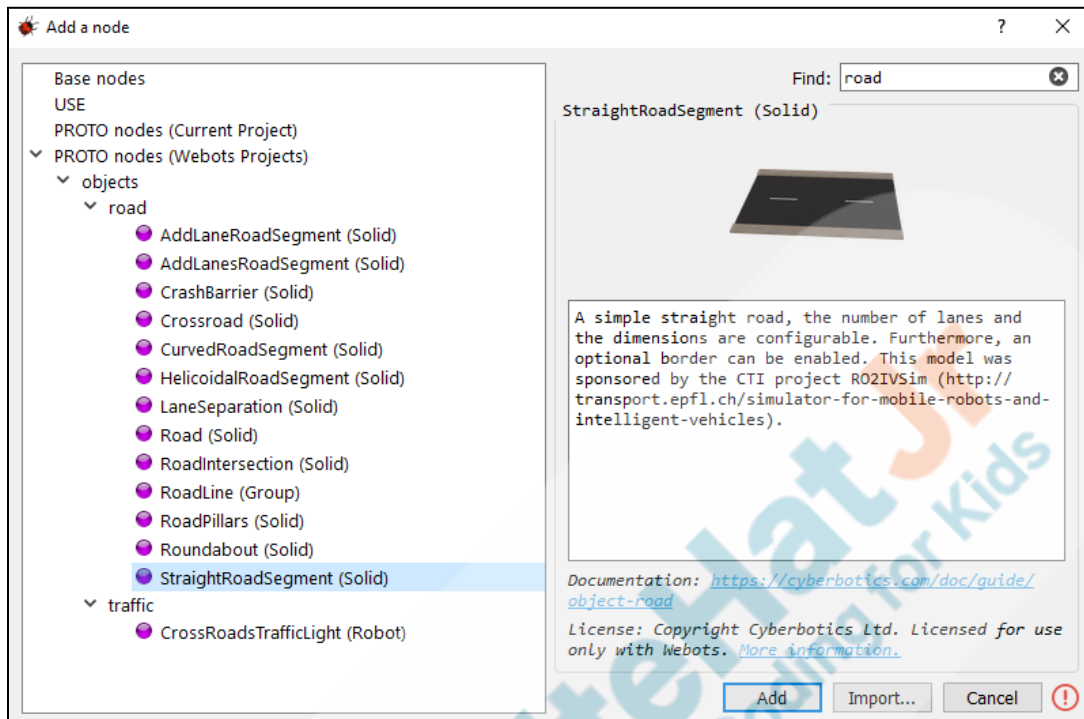 Add a node
?
Base nodes
USE
PROTO nodes (Current Project)
PROTO nodes (Webots Projects)
objects
road
AddLaneRoadSegment (Solid)
AddLanesRoadSegment (Solid)
CrashBarrier (Solid)
Crossroad (Solid)
CurvedRoadSegment (Solid)
HelicoidalRoadSegment (Solid)
LaneSeparation (Solid)
Road (Solid)
RoadIntersection (Solid)
RoadLine (Group)
RoadPillars (Solid)
Roundabout (Solid)
StraightRoadSegment (Solid)
traffic
CrossRoadsTrafficLight (Robot)
Find: road
StraightRoadSegment (Solid)
A simple straight road, the number of lanes and
the dimensions are configurable. Furthermore, an
optional border can be enabled. This model was
sponsored by the CTI project RO2IVSim (http://
transport.epfl.ch/simulator-for-mobile-robots-and-
intelligent-vehicles).
Documentation: https://cyberbotics.com/doc/guide/
object-road
License: Copyright Cyberbotics Ltd. Licensed for use
only with Webots. More information.
Add Import... Cancel
iteHat Jr
oding for Kids